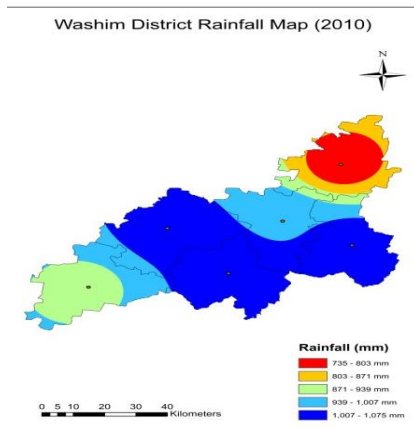 Washim District Rainfall Map (2010)
N
Rainfall (mm)
735 - 803 mm
803 - 871 mm
871 - 939 mm
939 - 1,007 mm
1,007 - 1,075 mm
0 5 10 20 30 40
Kilometers